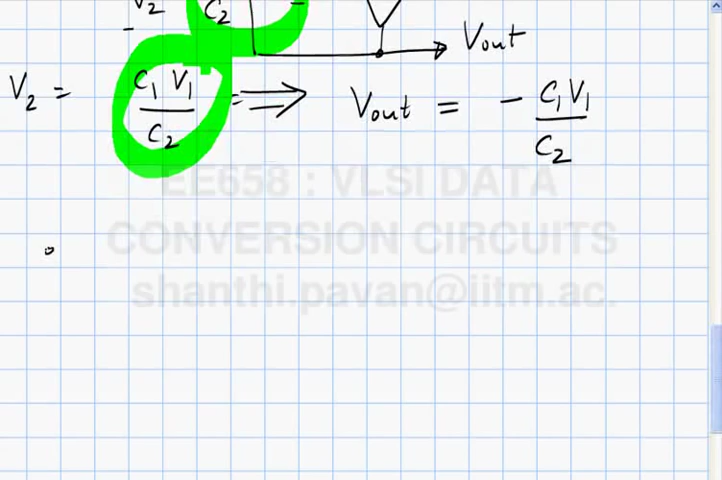 V2
C2
Vout
V2 = C1 V1 / C2 = ⟹ Vout = - C1 V1 / C2
EE658 : VLSI DATA
CONVERSION CIRCUITS
shanthi.pavan@iitm.ac.